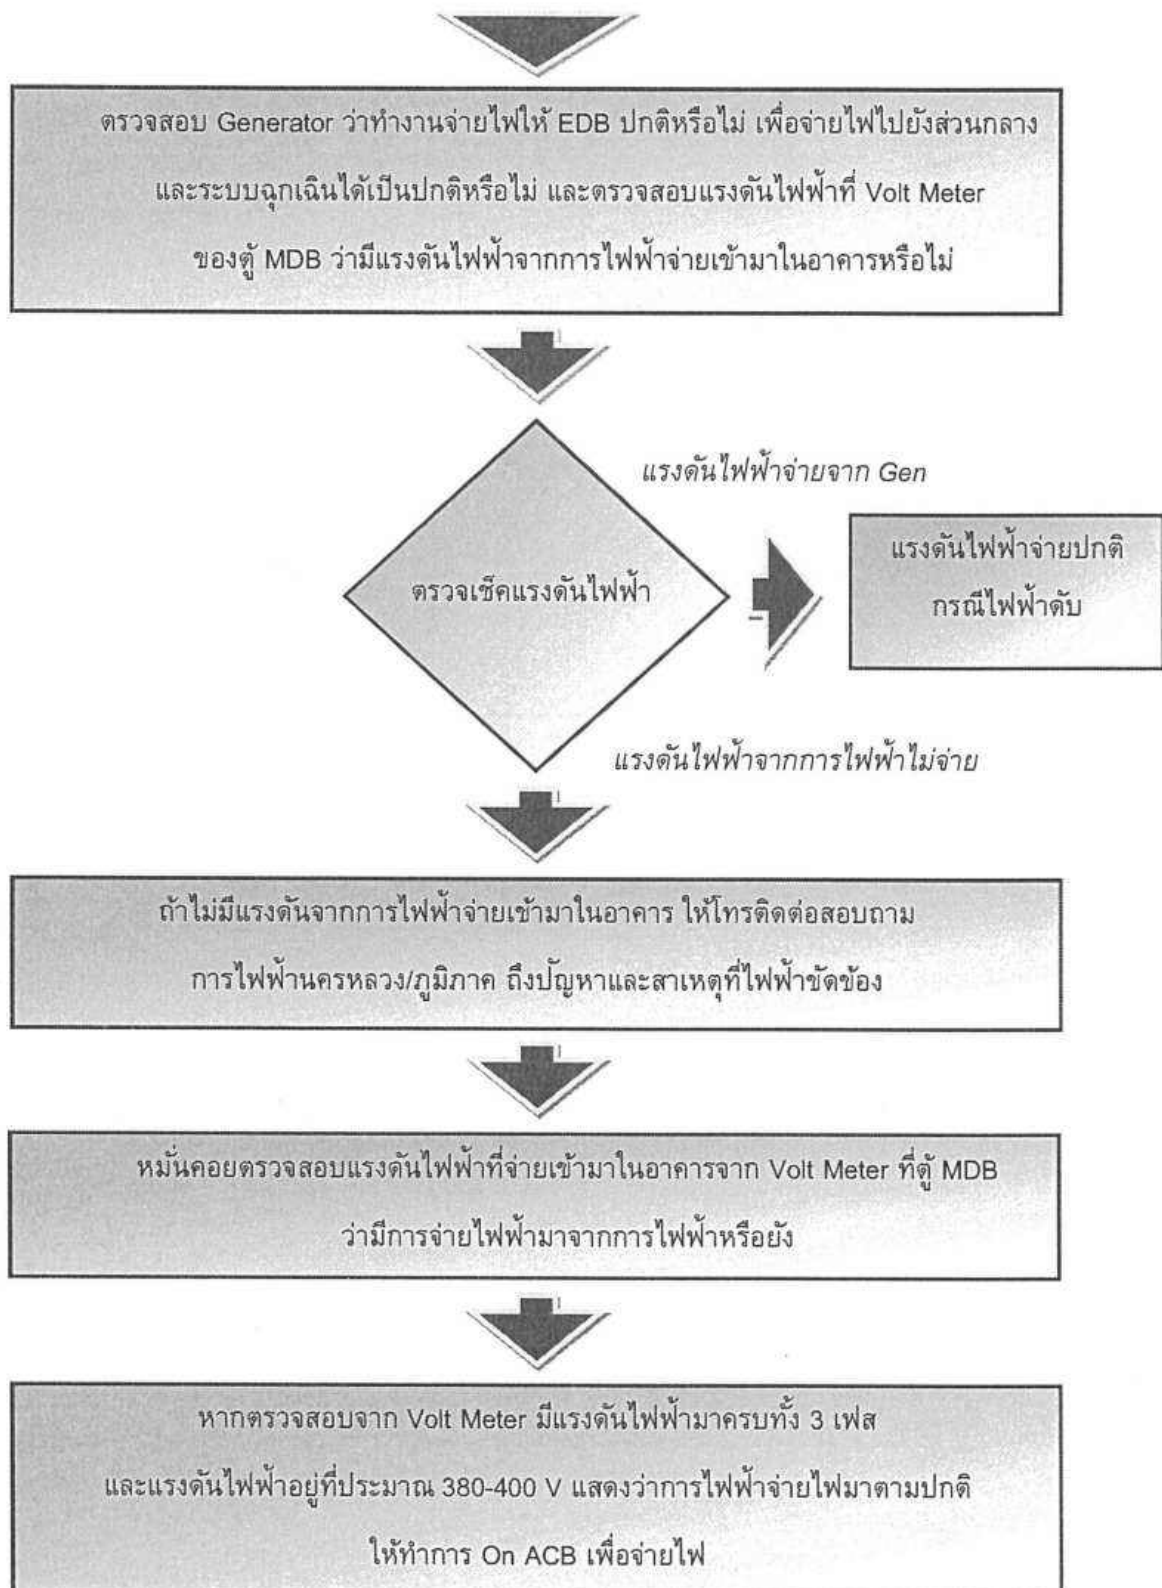 ตรวจสอบ Generator ว่าทำงานจ่ายไฟให้ EDB ปกติหรือไม่ เพื่อจ่ายไฟไปยังส่วนกลาง
และระบบฉุกเฉินได้เป็นปกติหรือไม่ และตรวจสอบแรงดันไฟฟ้าที่ Volt Meter
ของตู้ MDB ว่ามีแรงดันไฟฟ้าจากการไฟฟ้าจ่ายเข้ามาในอาคารหรือไม่
แรงดันไฟฟ้าจ่ายจาก Gen
แรงดันไฟฟ้าจ่ายปกติ
กรณีไฟฟ้าดับ
ตรวจเช็คแรงดันไฟฟ้า
แรงดันไฟฟ้าจากการไฟฟ้าไม่จ่าย
ถ้าไม่มีแรงดันจากการไฟฟ้าจ่ายเข้ามาในอาคาร ให้โทรติดต่อสอบถาม
การไฟฟ้านครหลวง/ภูมิภาค ถึงปัญหาและสาเหตุที่ไฟฟ้าขัดข้อง
หมั่นคอยตรวจสอบแรงดันไฟฟ้าที่จ่ายเข้ามาในอาคารจาก Volt Meter ที่ตู้ MDB
ว่ามีการจ่ายไฟฟ้ามาจากการไฟฟ้าหรือยัง
หากตรวจสอบจาก Volt Meter มีแรงดันไฟฟ้ามาครบทั้ง 3 เฟส
และแรงดันไฟฟ้าอยู่ที่ประมาณ 380-400 V แสดงว่าการไฟฟ้าจ่ายไฟมาตามปกติ
ให้ทำการ On ACB เพื่อจ่ายไฟ